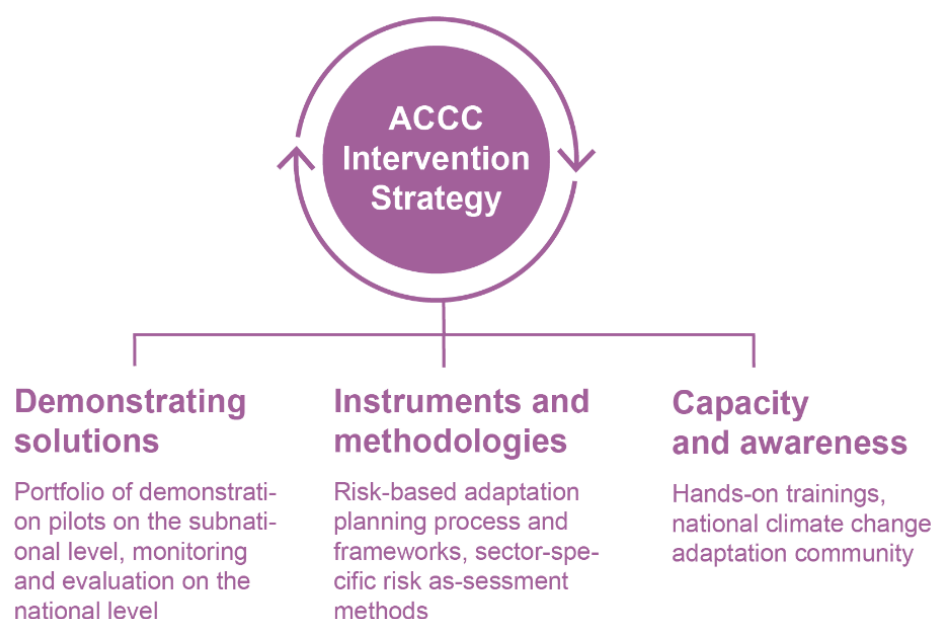 ACCC
Intervention
Strategy
Demonstrating
solutions
Portfolio of demonstrati-
on pilots on the subnati-
onal level, monitoring
and evaluation on the
national level
Instruments and
methodologies
Risk-based adaptation
planning process and
frameworks, sector-spe-
cific risk as-sessment
methods
Capacity
and awareness
Hands-on trainings,
national climate change
adaptation community